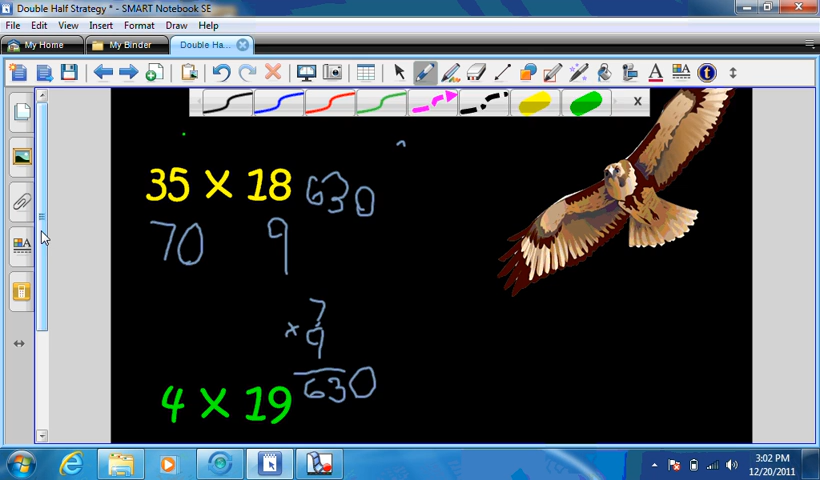 Double Half Strategy * - SMART Notebook SE
File Edit View Insert Format Draw Help
My Home My Binder Double Ha...
35 X 18 630
70 9
7
x 9
630
4 X 19
3:02 PM
12/20/2011